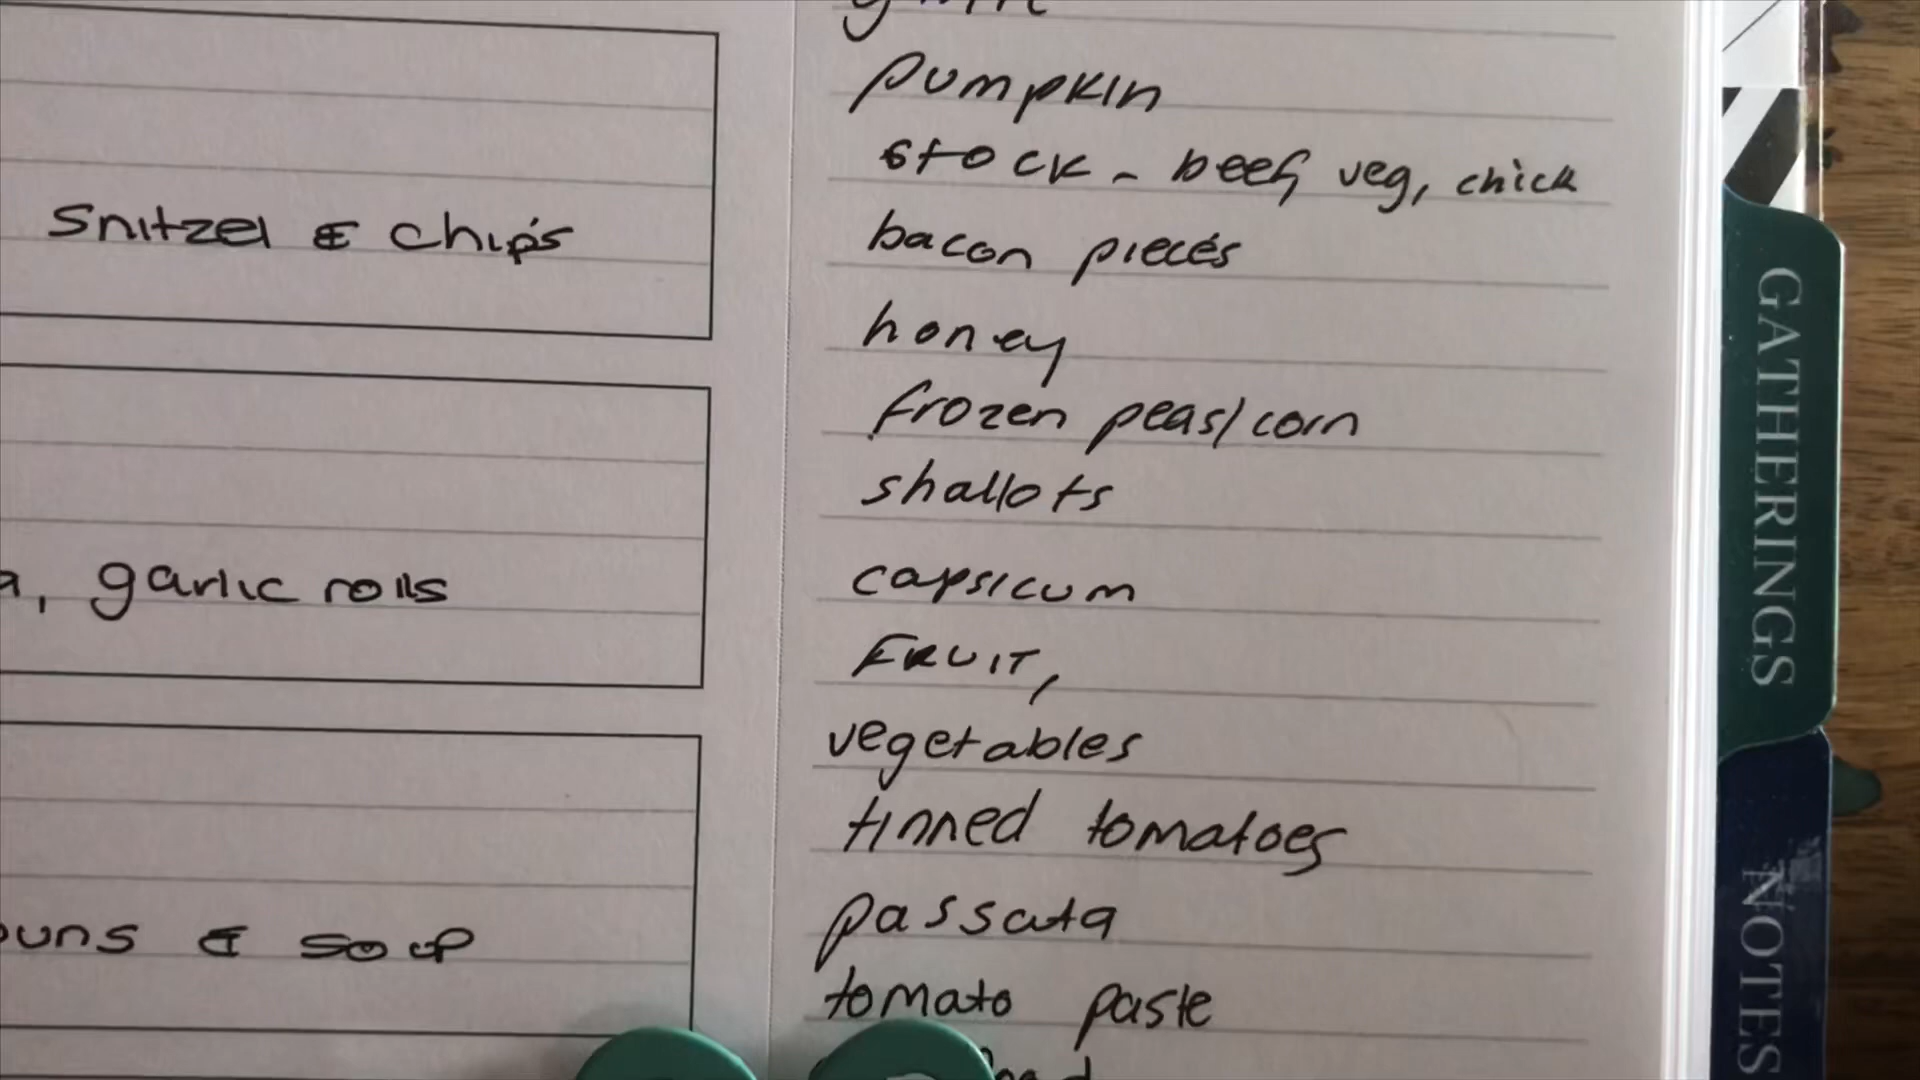 Snitzel & chips
garlic rolls
& soup
pumpkin
stock - beef, veg, chick
bacon pieces
honey
frozen peas/corn
shallots
capsicum
FRUIT,
vegetables
tinned tomatoes
passata
tomato paste
GATHERINGS
NOTES